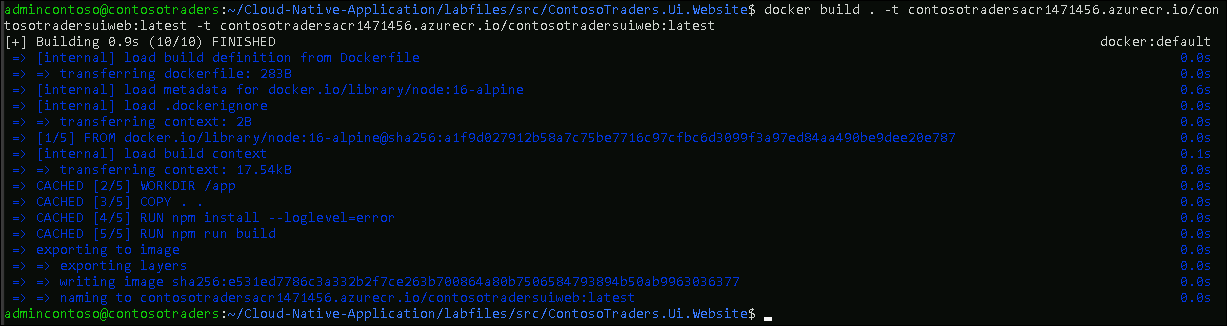 admincontoso@contosotraders:~/Cloud-Native-Application/labfiles/src/ContosoTraders.Ui.Website$ docker build . -t contosotradersacr1471456.azurecr.io/con
tosotradersuiweb:latest -t contosotradersacr1471456.azurecr.io/contosotradersuiweb:latest
[+] Building 0.9s (10/10) FINISHED docker:default
=> [internal] load build definition from Dockerfile 0.0s
=> => transferring dockerfile: 283B 0.0s
=> [internal] load metadata for docker.io/library/node:16-alpine 0.6s
=> [internal] load .dockerignore 0.0s
=> => transferring context: 2B 0.0s
=> [1/5] FROM docker.io/library/node:16-alpine@sha256:a1f9d027912b58a7c75be7716c97cfbc6d3099f3a97ed84aa490be9dee20e787 0.0s
=> [internal] load build context 0.1s
=> => transferring context: 17.54kB 0.0s
=> CACHED [2/5] WORKDIR /app 0.0s
=> CACHED [3/5] COPY . . 0.0s
=> CACHED [4/5] RUN npm install --loglevel=error 0.0s
=> CACHED [5/5] RUN npm run build 0.0s
=> exporting to image 0.0s
=> => exporting layers 0.0s
=> => writing image sha256:e531ed7786c3a332b2f7ce263b700864a80b7506584793894b50ab9963036377 0.0s
=> => naming to contosotradersacr1471456.azurecr.io/contosotradersuiweb:latest 0.0s
admincontoso@contosotraders:~/Cloud-Native-Application/labfiles/src/ContosoTraders.Ui.Website$